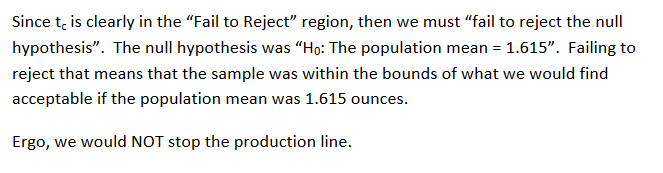 Since tc is clearly in the “Fail to Reject” region, then we must “fail to reject the null
hypothesis”.  The null hypothesis was “H₀: The population mean = 1.615”.  Failing to
reject that means that the sample was within the bounds of what we would find
acceptable if the population mean was 1.615 ounces.
Ergo, we would NOT stop the production line.